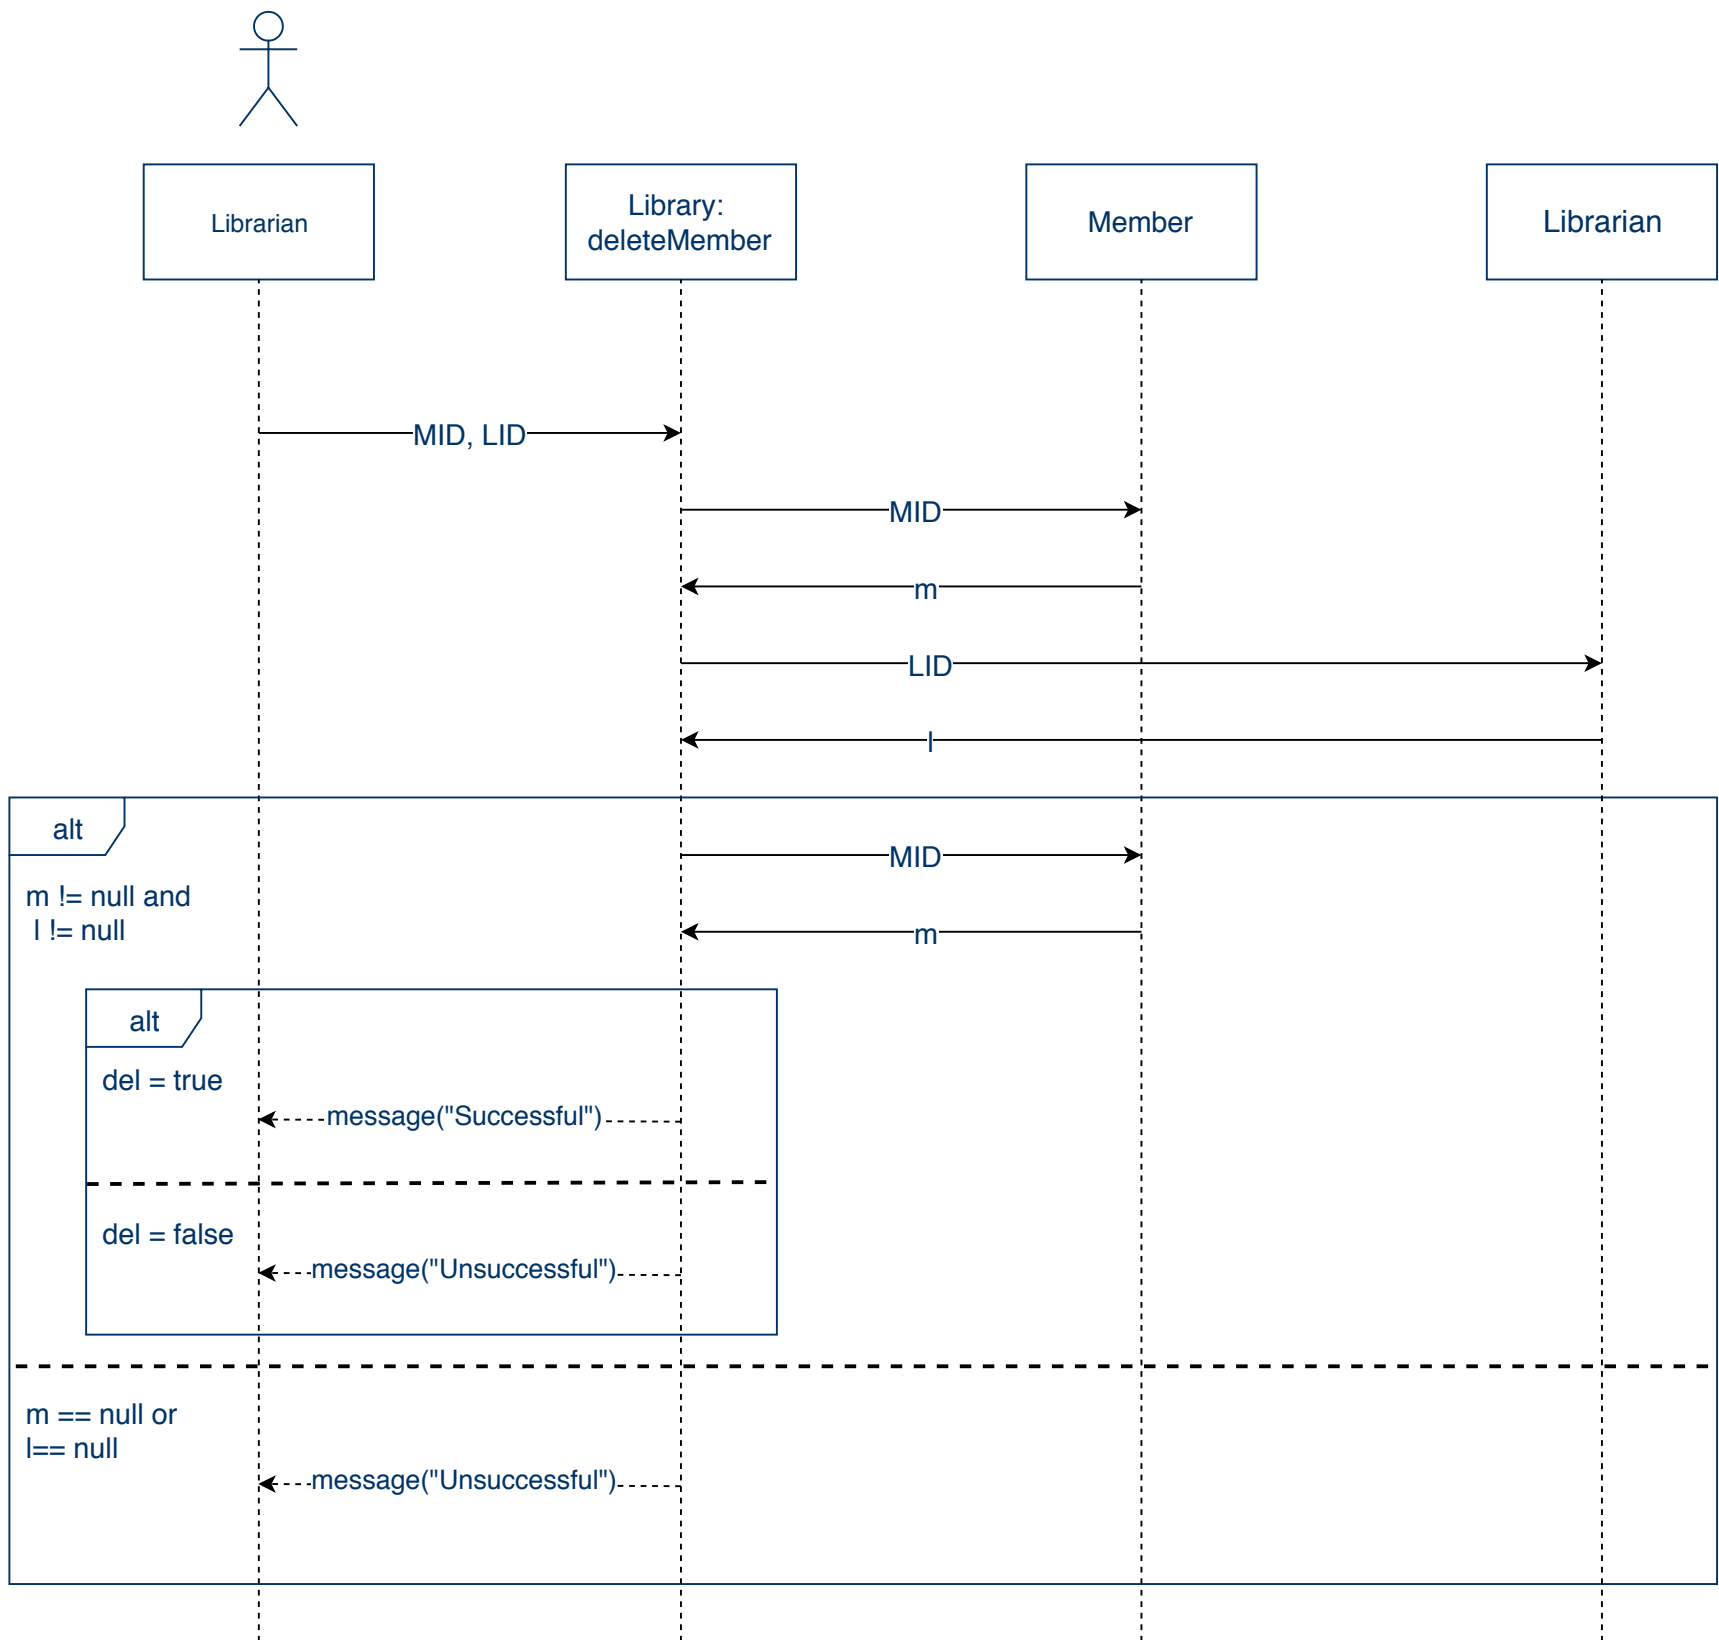 Librarian
Library:
deleteMember
Member
Librarian
MID, LID
MID
m
LID
l
alt
MID
m != null and
l != null
m
alt
del = true
message("Successful")
del = false
message("Unsuccessful")
m == null or
l== null
message("Unsuccessful")